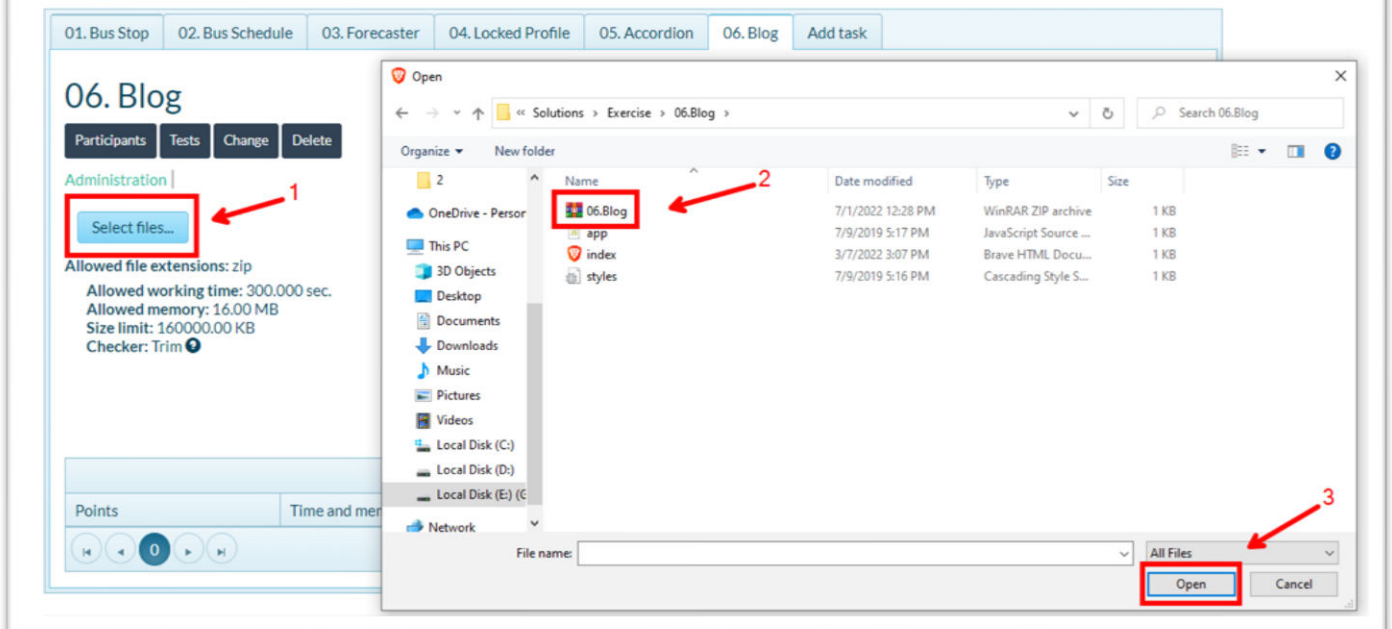 01. Bus Stop 02. Bus Schedule 03. Forecaster 04. Locked Profile 05. Accordion 06. Blog Add task
06. Blog
Participants Tests Change Delete
Administration
1
Select files...
Allowed file extensions: zip
Allowed working time: 300.000 sec.
Allowed memory: 16.00 MB
Size limit: 160000.00 KB
Checker: Trim ?
Points Time and mer
0
Open
« Solutions > Exercise > 06.Blog >
Search 06.Blog
Organize New folder
2
OneDrive - Person
This PC
3D Objects
Desktop
Documents
Downloads
Music
Pictures
Videos
Local Disk (C:)
Local Disk (D:)
Local Disk (E:) (G
Network
Name Date modified Type Size
2
06.Blog 7/1/2022 12:28 PM WinRAR ZIP archive 1 KB
app 7/9/2019 5:17 PM JavaScript Source ... 1 KB
index 3/7/2022 3:07 PM Brave HTML Docu... 1 KB
styles 7/9/2019 5:16 PM Cascading Style S... 1 KB
3
File name: All Files
Open Cancel